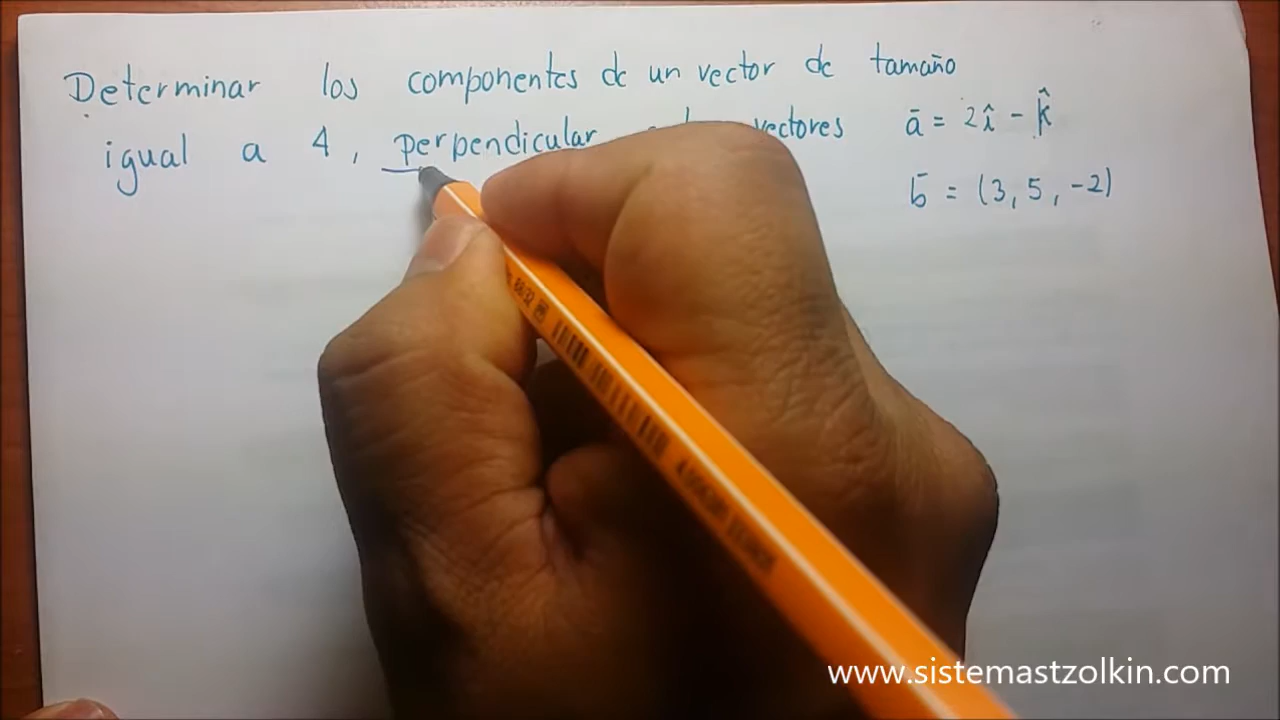 Determinar los componentes de un vector de tamaño
igual a 4, perpendicular vectores ā = 2î - k̂
b̄ = (3, 5, -2)
www.sistemastzolkin.com